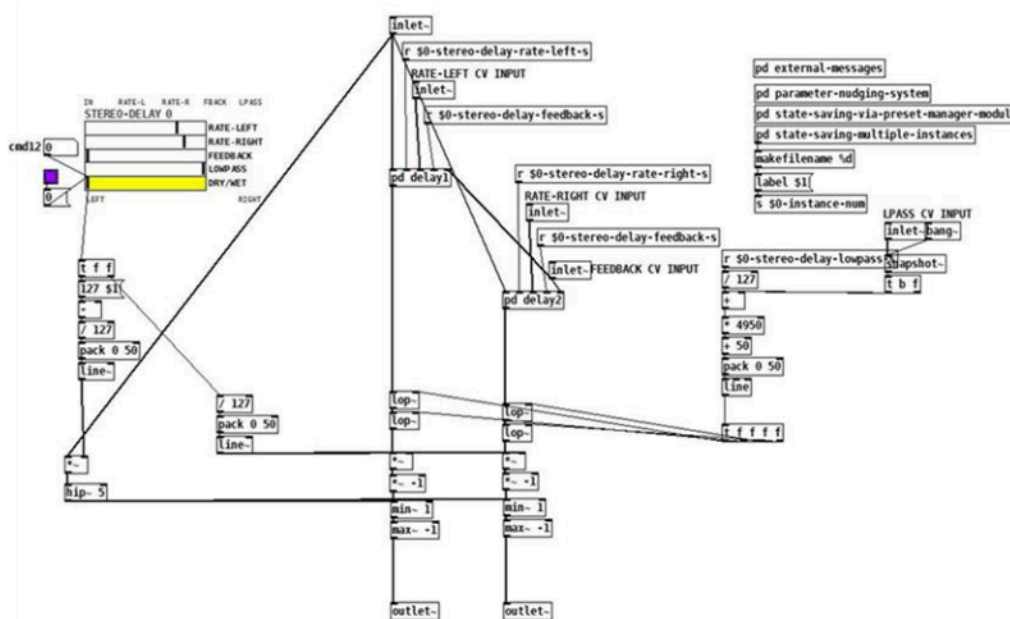 inlet~
r $0-stereo-delay-rate-left-s
RATE-LEFT CV INPUT
inlet~
r $0-stereo-delay-feedback-s
pd delay1
r $0-stereo-delay-rate-right-s
RATE-RIGHT CV INPUT
inlet~
r $0-stereo-delay-feedback-s
inlet~ FEEDBACK CV INPUT
pd delay2
IN RATE-L RATE-R FBACK LPASS
STEREO-DELAY 0
RATE-LEFT
RATE-RIGHT
FEEDBACK
LOWPASS
DRY/WET
LEFT RIGHT
cmd12 0
0
t f f
127 $1
-
/ 127
pack 0 50
line~
/ 127
pack 0 50
line~
*~
hip~ 5
lop~
lop~
*~
*~ -1
min~ 1
max~ -1
outlet~
lop~
lop~
*~
*~ -1
min~ 1
max~ -1
outlet~
pd external-messages
pd parameter-nudging-system
pd state-saving-via-preset-manager-modul
pd state-saving-multiple-instances
makefilename %d
label $1
s $0-instance-num
LPASS CV INPUT
inlet~ bang~
snapshot~
t b f
r $0-stereo-delay-lowpass
/ 127
+
* 4950
+ 50
pack 0 50
line
t f f f f